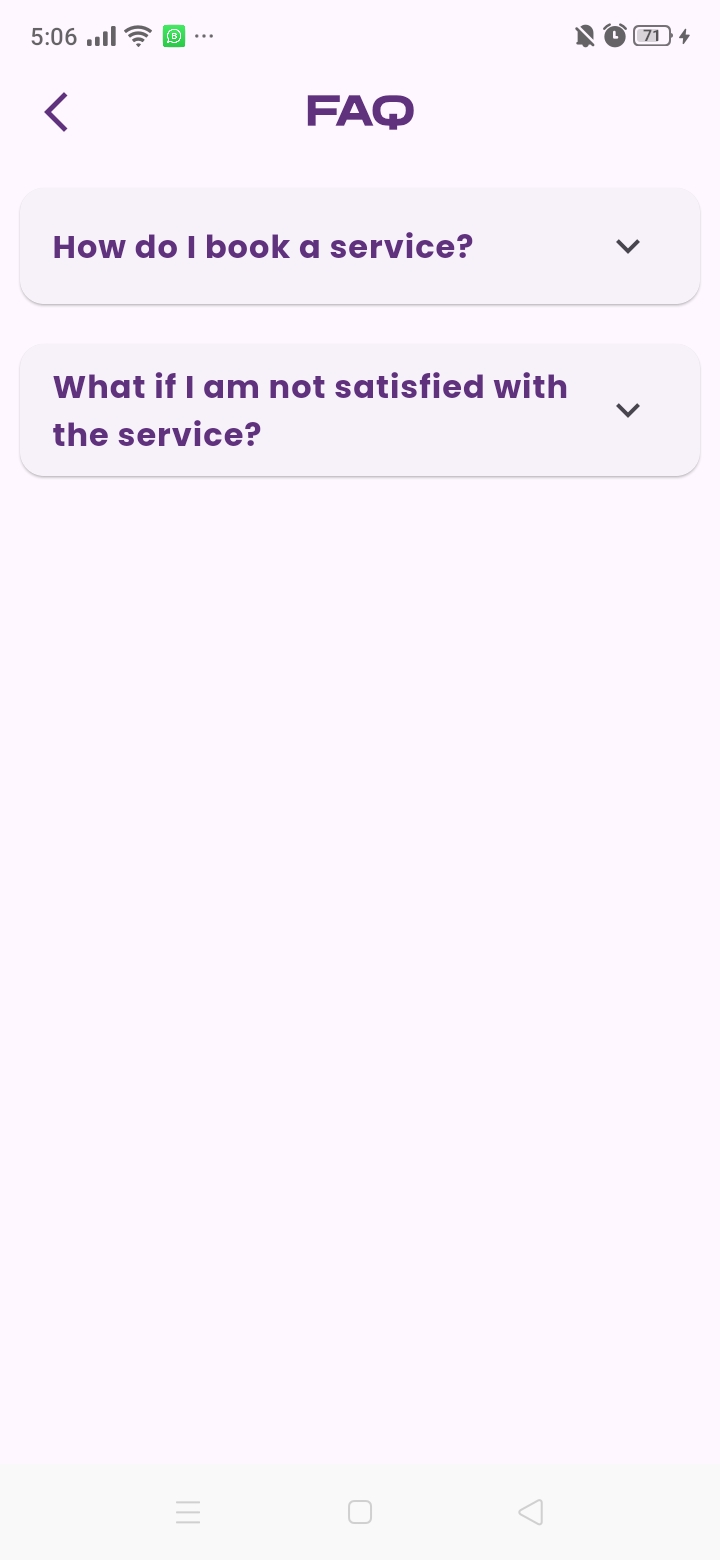 5:06
71
FAQ
How do I book a service?
What if I am not satisfied with
the service?